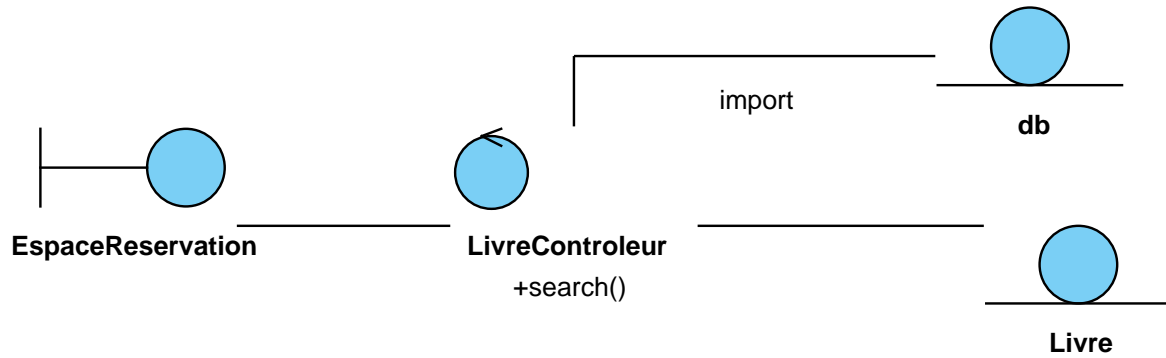 import
db
EspaceReservation
LivreControleur
+search()
Livre